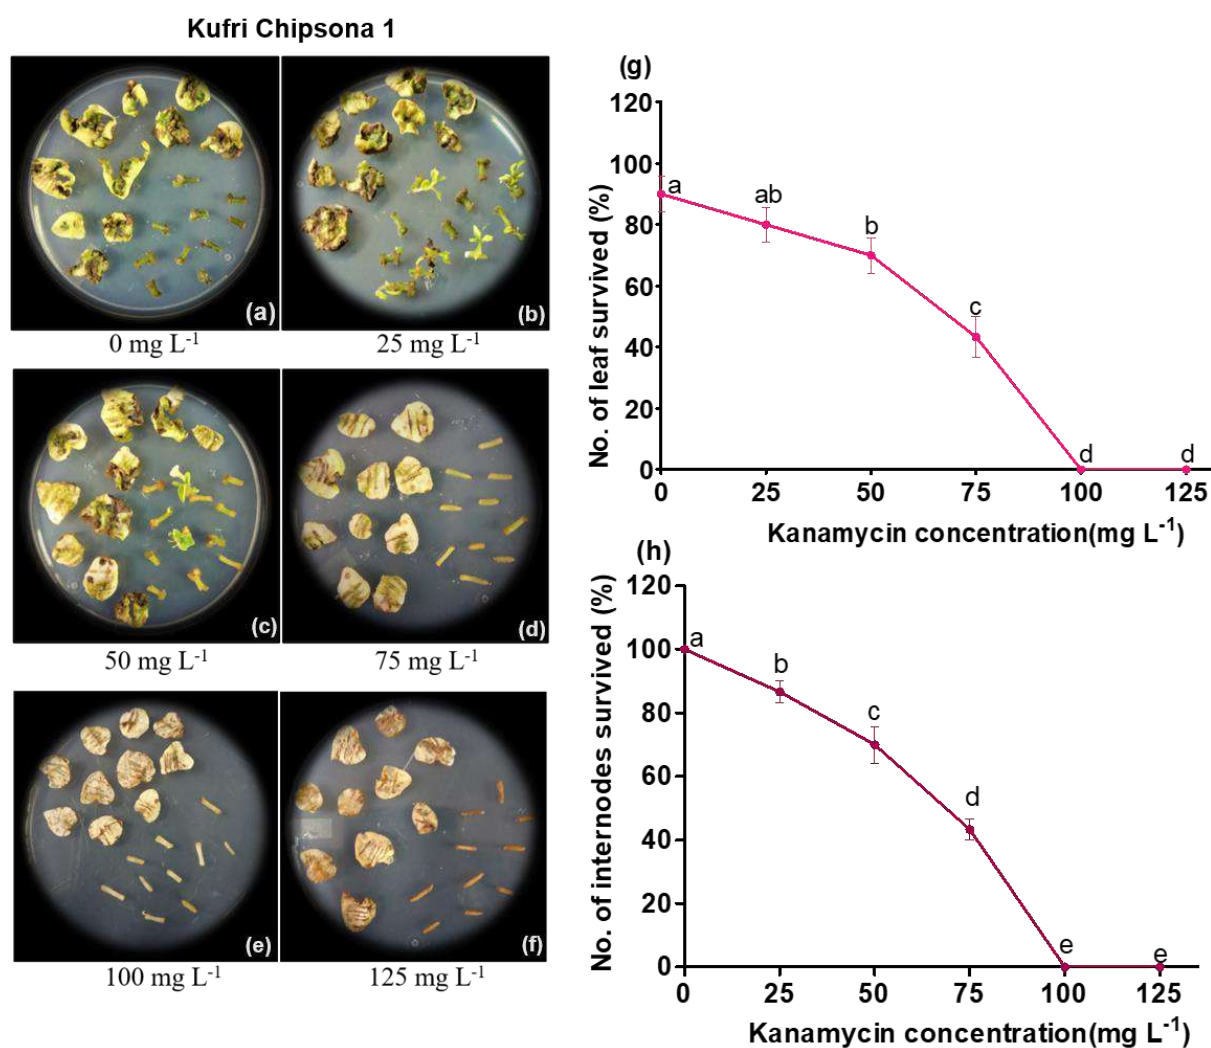 Kufri Chipsona 1
(a)
(b)
0 mg L⁻¹
25 mg L⁻¹
(c)
(d)
50 mg L⁻¹
75 mg L⁻¹
(e)
(f)
100 mg L⁻¹
125 mg L⁻¹
(g)
No. of leaf survived (%)
120
100
80
60
40
20
0
a
ab
b
c
d
d
0 25 50 75 100 125
Kanamycin concentration(mg L⁻¹)
(h)
No. of internodes survived (%)
120
100
80
60
40
20
0
a
b
c
d
e
e
0 25 50 75 100 125
Kanamycin concentration(mg L⁻¹)